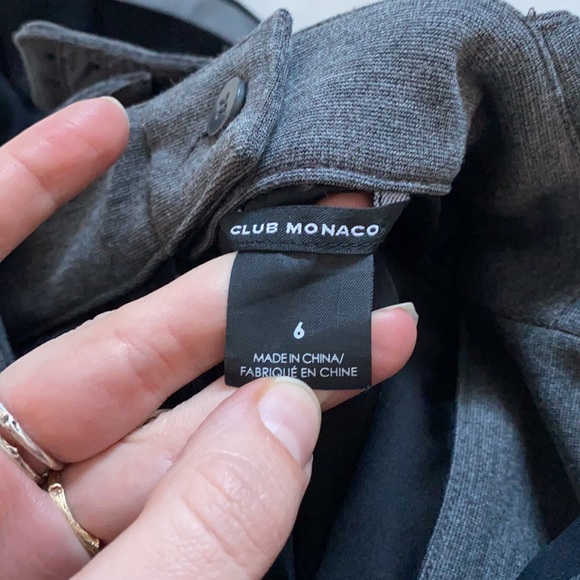 CLUB MONACO
6
MADE IN CHINA/
FABRIQUÉ EN CHINE